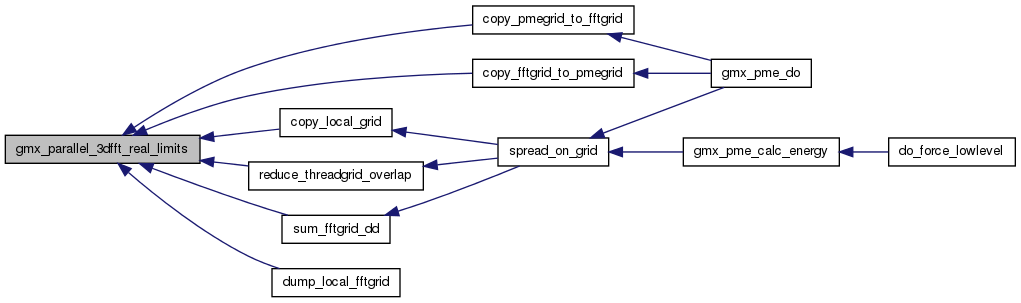 copy_pmegrid_to_fftgrid
copy_fftgrid_to_pmegrid
gmx_pme_do
copy_local_grid
gmx_parallel_3dfft_real_limits
spread_on_grid
gmx_pme_calc_energy
do_force_lowlevel
reduce_threadgrid_overlap
sum_fftgrid_dd
dump_local_fftgrid